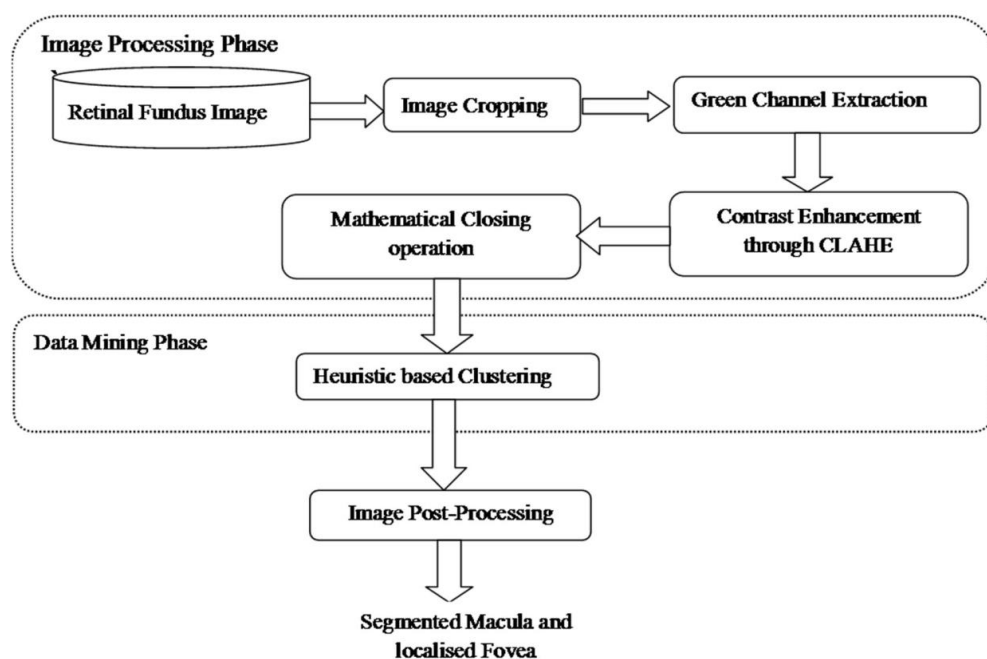 Image Processing Phase
Retinal Fundus Image
Image Cropping
Green Channel Extraction
Contrast Enhancement
through CLAHE
Mathematical Closing
operation
Data Mining Phase
Heuristic based Clustering
Image Post-Processing
Segmented Macula and
localised Fovea